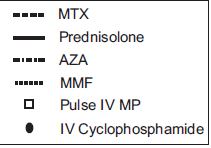 MTX
Prednisolone
AZA
MMF
Pulse IV MP
IV Cyclophosphamide